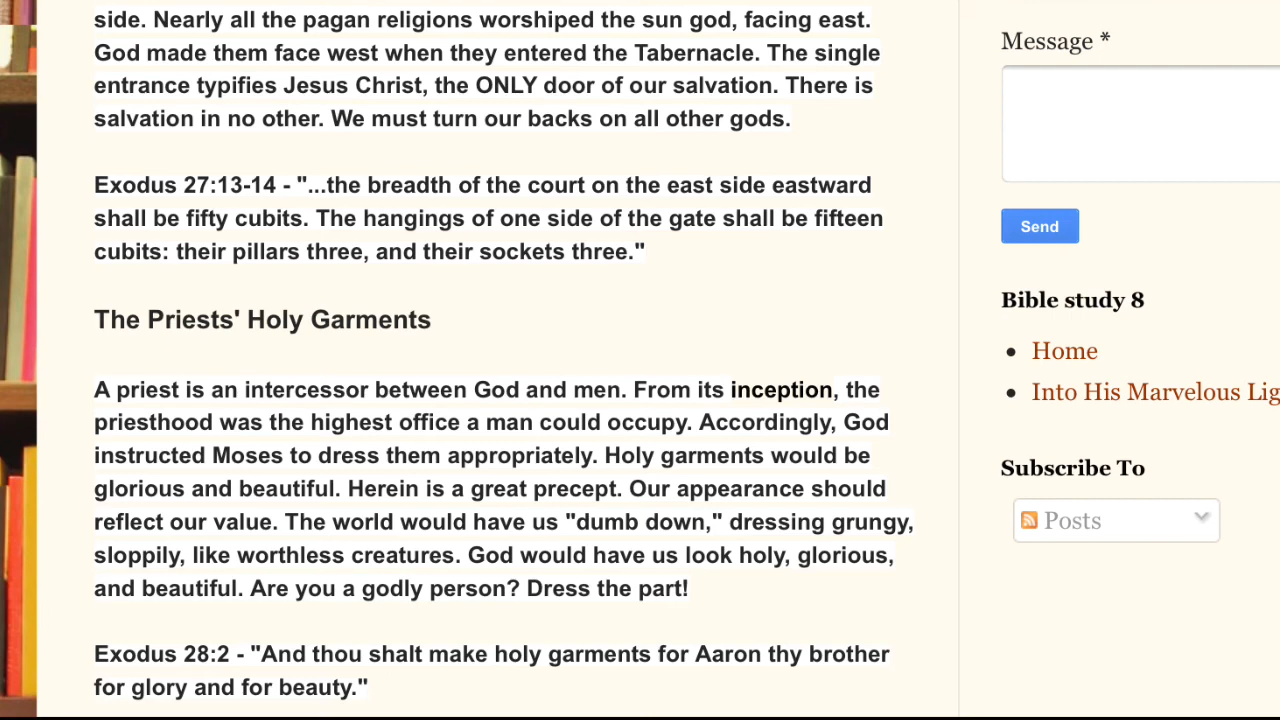 side. Nearly all the pagan religions worshiped the sun god, facing east.
God made them face west when they entered the Tabernacle. The single
entrance typifies Jesus Christ, the ONLY door of our salvation. There is
salvation in no other. We must turn our backs on all other gods.
Exodus 27:13-14 - "...the breadth of the court on the east side eastward
shall be fifty cubits. The hangings of one side of the gate shall be fifteen
cubits: their pillars three, and their sockets three."
The Priests' Holy Garments
A priest is an intercessor between God and men. From its inception, the
priesthood was the highest office a man could occupy. Accordingly, God
instructed Moses to dress them appropriately. Holy garments would be
glorious and beautiful. Herein is a great precept. Our appearance should
reflect our value. The world would have us "dumb down," dressing grungy,
sloppily, like worthless creatures. God would have us look holy, glorious,
and beautiful. Are you a godly person? Dress the part!
Exodus 28:2 - "And thou shalt make holy garments for Aaron thy brother
for glory and for beauty."
Message *
Send
Bible study 8
Home
Into His Marvelous Lig
Subscribe To
Posts